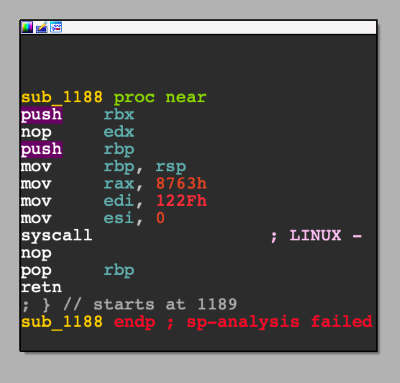 sub_1188 proc near
push rbx
nop edx
push rbp
mov rbp, rsp
mov rax, 8763h
mov edi, 122Fh
mov esi, 0
syscall ; LINUX -
nop
pop rbp
retn
; } // starts at 1189
sub_1188 endp ; sp-analysis failed